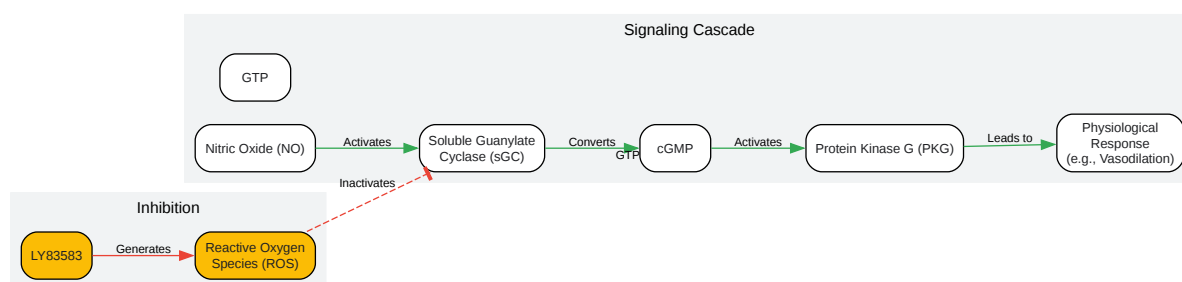 Signaling Cascade
GTP
Nitric Oxide (NO)
Activates
Soluble Guanylate
Cyclase (sGC)
Converts
GTP
cGMP
Activates
Protein Kinase G (PKG)
Leads to
Physiological
Response
(e.g., Vasodilation)
Inactivates
Inhibition
LY83583
Generates
Reactive Oxygen
Species (ROS)